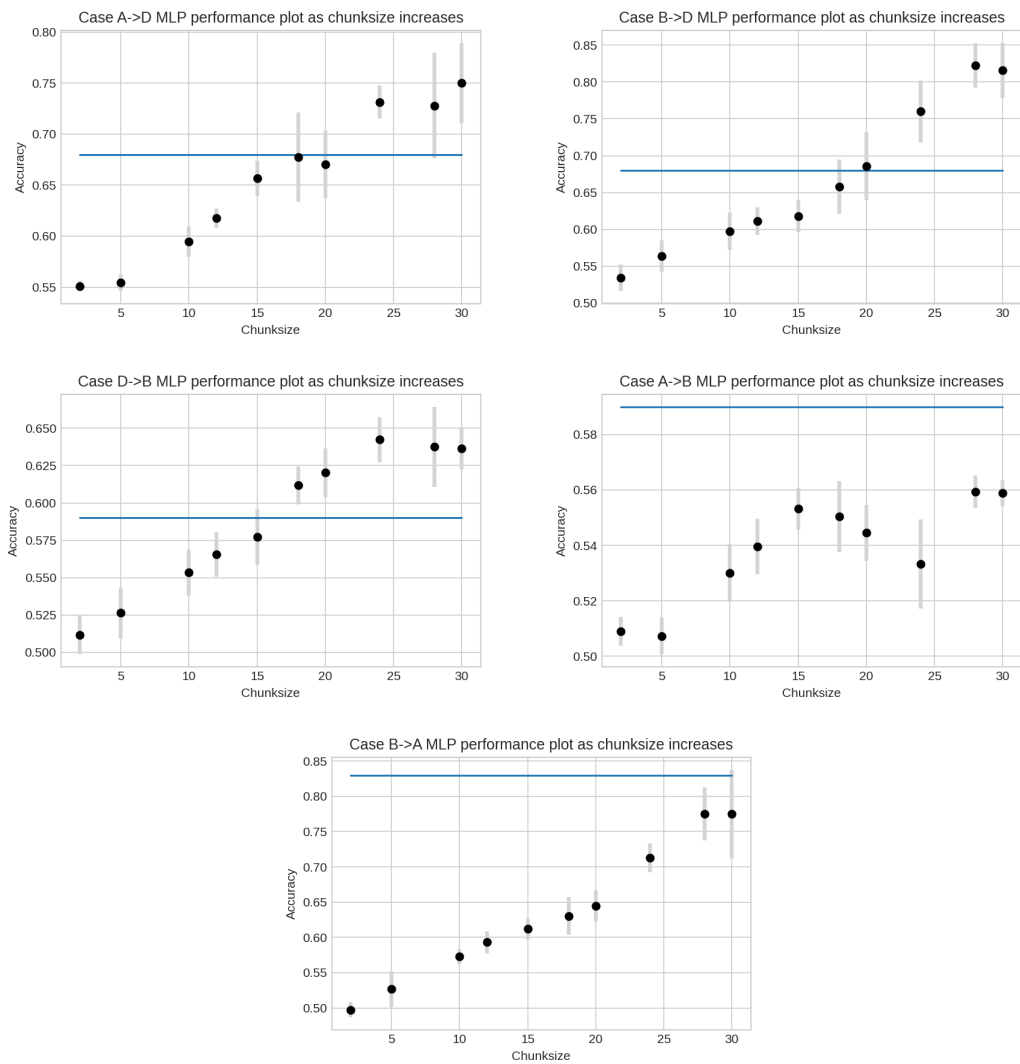 Case A->D MLP performance plot as chunksize increases
0.80
0.75
0.70
0.65
0.60
0.55
Accuracy
5 10 15 20 25 30
Chunksize
Case B->D MLP performance plot as chunksize increases
0.85
0.80
0.75
0.70
0.65
0.60
0.55
0.50
Accuracy
5 10 15 20 25 30
Chunksize
Case D->B MLP performance plot as chunksize increases
0.650
0.625
0.600
0.575
0.550
0.525
0.500
Accuracy
5 10 15 20 25 30
Chunksize
Case A->B MLP performance plot as chunksize increases
0.58
0.56
0.54
0.52
0.50
Accuracy
5 10 15 20 25 30
Chunksize
Case B->A MLP performance plot as chunksize increases
0.85
0.80
0.75
0.70
0.65
0.60
0.55
0.50
Accuracy
5 10 15 20 25 30
Chunksize